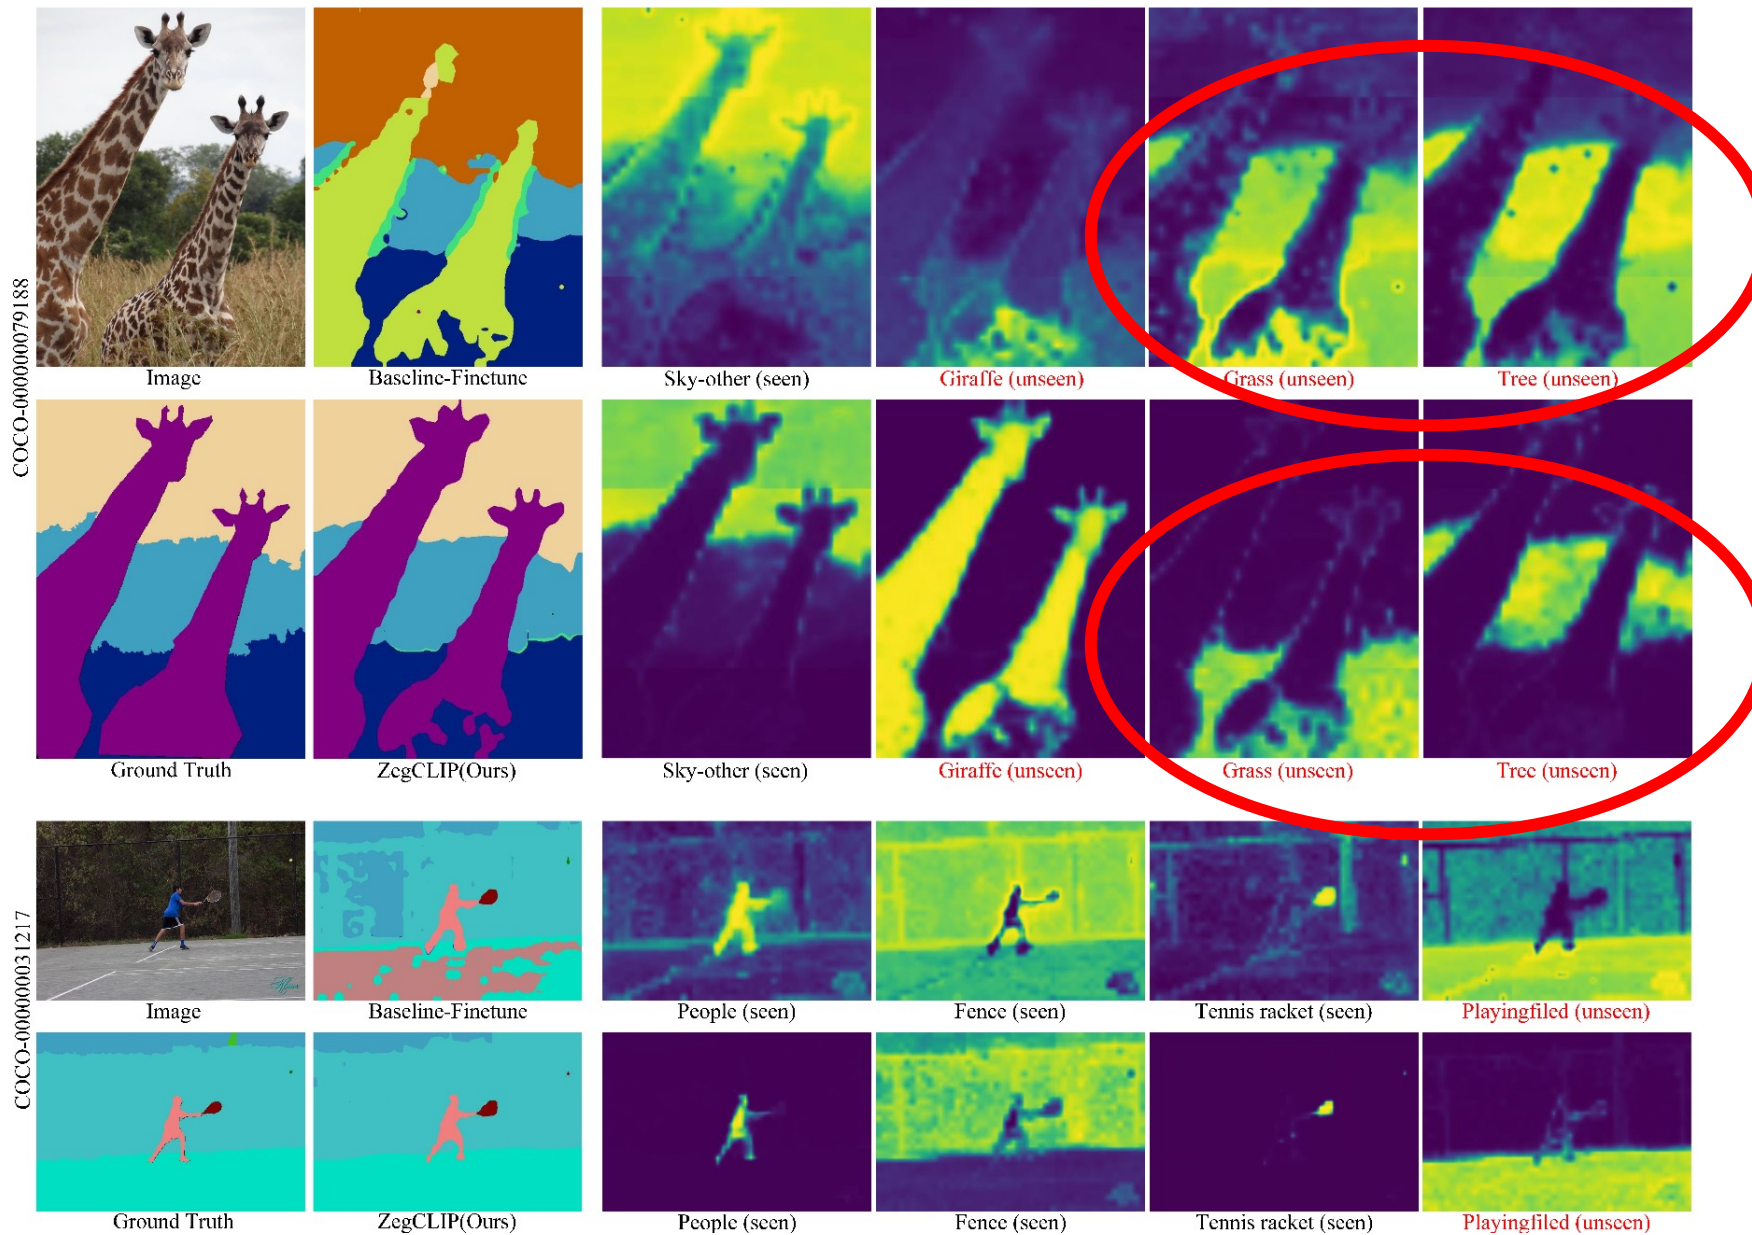 COCO-000000079188
Image
Baseline-Finetune
Sky-other (seen)
Giraffe (unseen)
Grass (unseen)
Tree (unseen)
Ground Truth
ZegCLIP(Ours)
Sky-other (seen)
Giraffe (unseen)
Grass (unseen)
Tree (unseen)
COCO-000000031217
Image
Baseline-Finetune
People (seen)
Fence (seen)
Tennis racket (seen)
Playingfiled (unseen)
Ground Truth
ZegCLIP(Ours)
People (seen)
Fence (seen)
Tennis racket (seen)
Playingfiled (unseen)